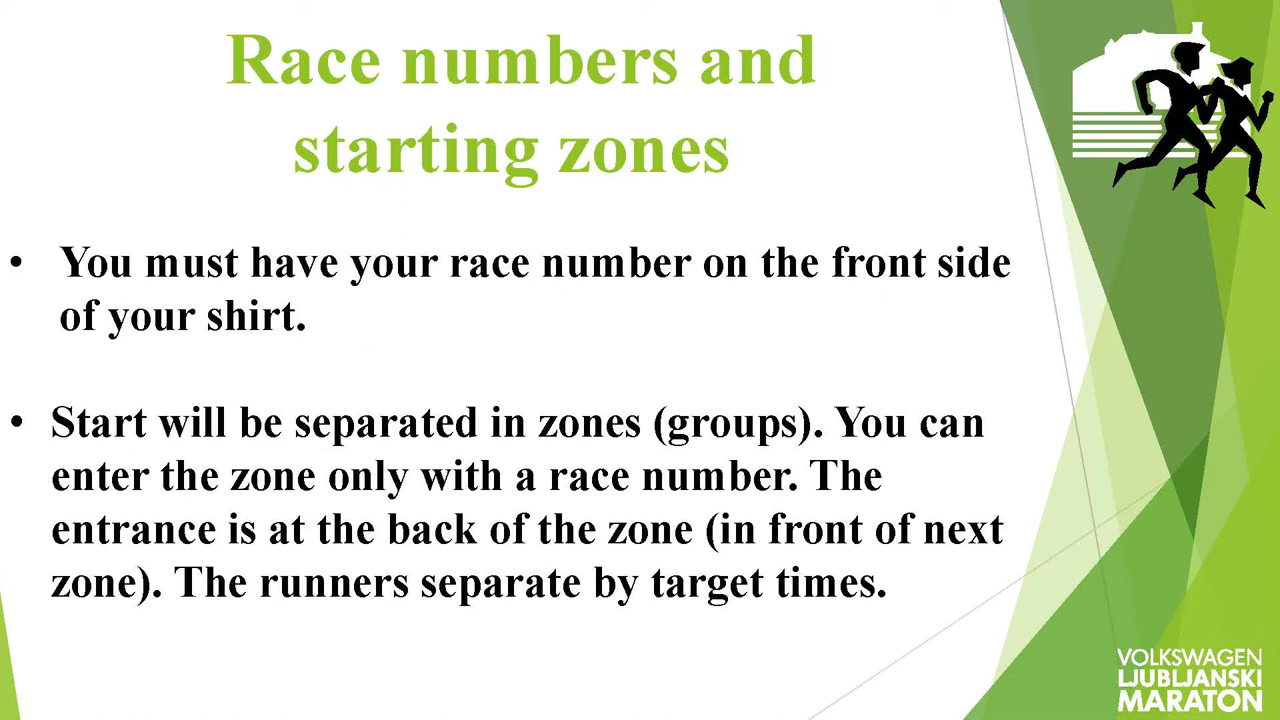 Race numbers and
starting zones
• You must have your race number on the front side
of your shirt.
• Start will be separated in zones (groups). You can
enter the zone only with a race number. The
entrance is at the back of the zone (in front of next
zone). The runners separate by target times.
VOLKSWAGEN
LJUBLJANSKI
MARATON